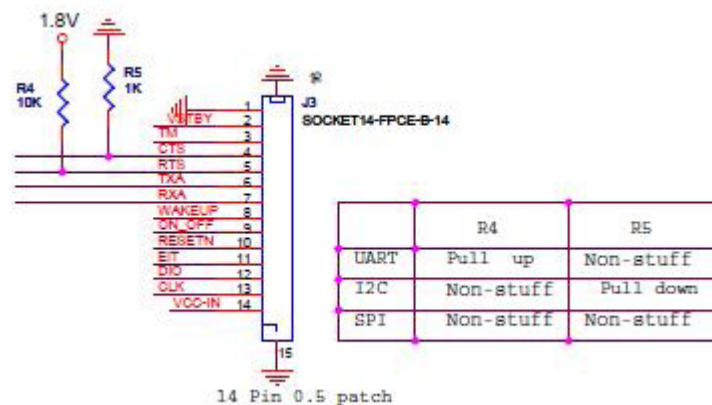 1.8V
R4
10K
R5
1K
J3
SOCKET14-FPCE-B-14
1
VSTBY 2
TM 3
CTS 4
RTS 5
TXA 6
RXA 7
WAKEUP 8
ON_OFF 9
RESETN 10
EIT 11
DIO 12
CLK 13
VCC-IN 14
15
14 Pin 0.5 patch
R4 R5
UART Pull up Non-stuff
I2C Non-stuff Pull down
SPI Non-stuff Non-stuff